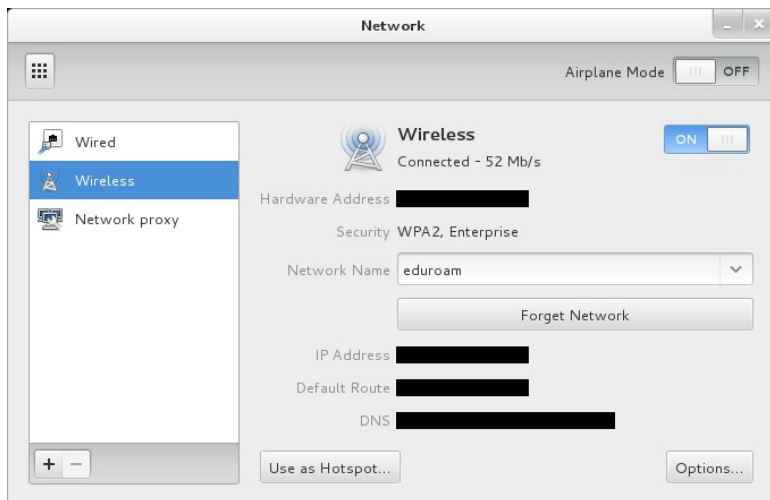 Network
Airplane Mode OFF
Wired
Wireless
Network proxy
Wireless
ON
Connected - 52 Mb/s
Hardware Address
Security WPA2, Enterprise
Network Name eduroam
Forget Network
IP Address
Default Route
DNS
Use as Hotspot...
Options...